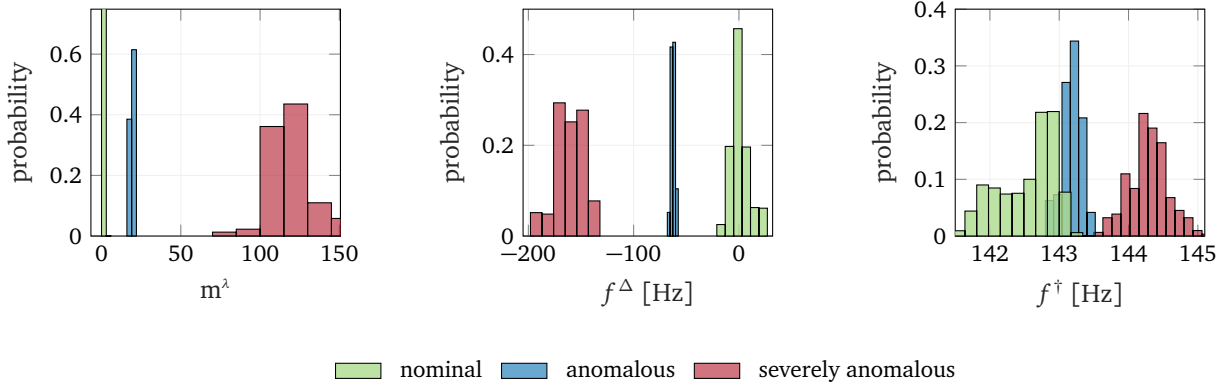 probability
0.6
0.4
0.2
0
0
50
100
150
m^λ
probability
0.4
0.2
0
−200
−100
0
f^Δ [Hz]
probability
0.4
0.3
0.2
0.1
0
142
143
144
145
f^† [Hz]
nominal
anomalous
severely anomalous